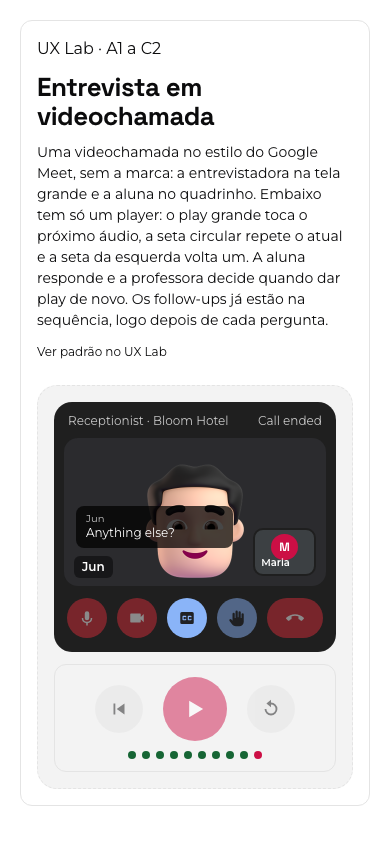 UX Lab · A1 a C2
Entrevista em
videochamada
Uma videochamada no estilo do Google
Meet, sem a marca: a entrevistadora na tela
grande e a aluna no quadrinho. Embaixo
tem só um player: o play grande toca o
próximo áudio, a seta circular repete o atual
e a seta da esquerda volta um. A aluna
responde e a professora decide quando dar
play de novo. Os follow-ups já estão na
sequência, logo depois de cada pergunta.
Ver padrão no UX Lab
Receptionist · Bloom Hotel
Call ended
Jun
Anything else?
M
Maria
Jun
CC